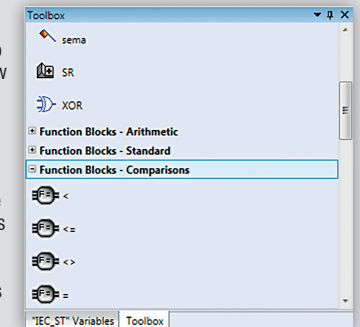 Toolbox
sema
SR
XOR
Function Blocks - Arithmetic
Function Blocks - Standard
Function Blocks - Comparisons
<
<=
<>
=
"IEC_ST" Variables Toolbox